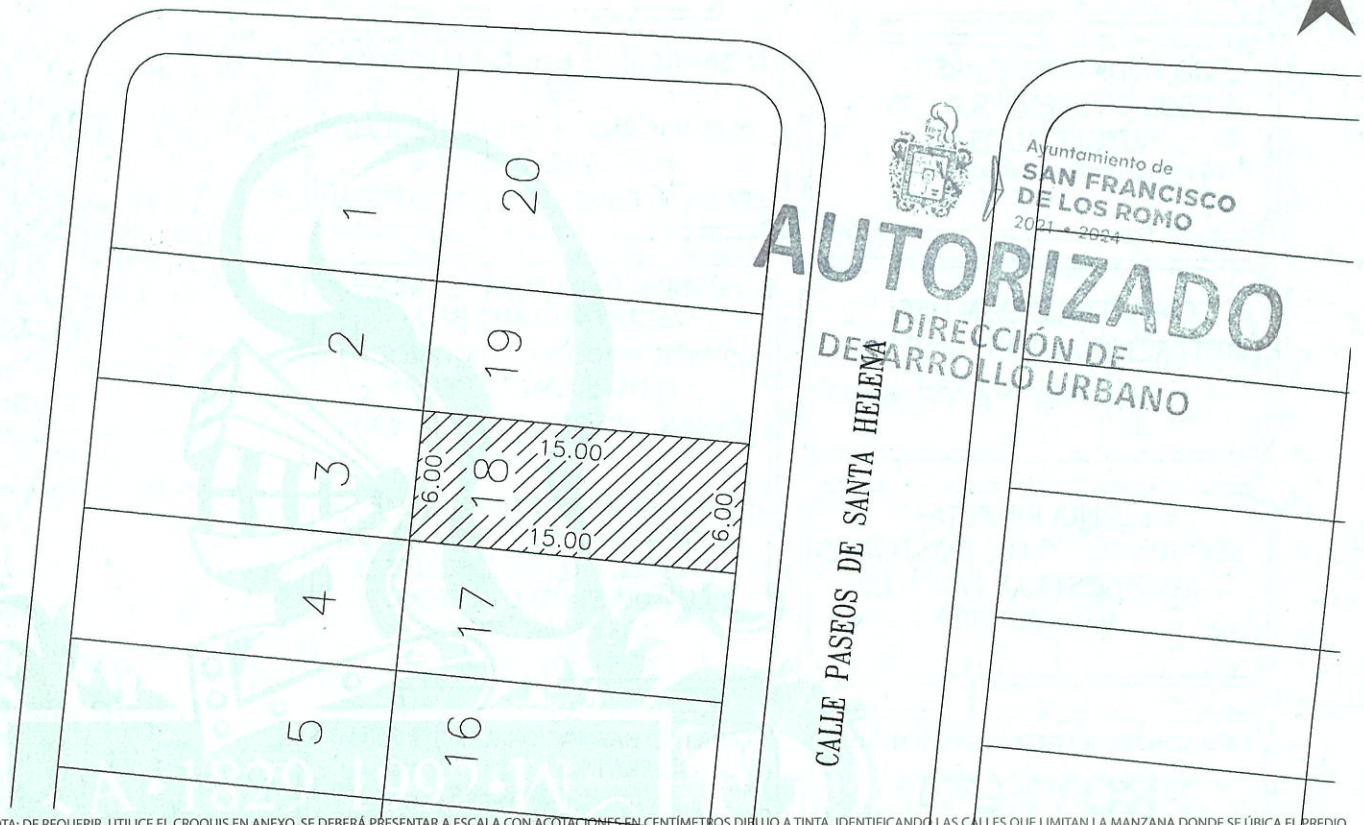 Ayuntamiento de
SAN FRANCISCO
DE LOS ROMO
2021 • 2024
AUTORIZADO
DIRECCIÓN DE
DESARROLLO URBANO
1
20
2
19
3
18
15.00
6.00
6.00
15.00
4
17
5
16
CALLE PASEOS DE SANTA HELENA
NOTA: DE REQUERIR, UTILICE EL CROQUIS EN ANEXO, SE DEBERÁ PRESENTAR A ESCALA CON ACOTACIONES EN CENTÍMETROS DIBUJO A TINTA, IDENTIFICANDO LAS CALLES QUE LIMITAN LA MANZANA DONDE SE ÚBICA EL PREDIO